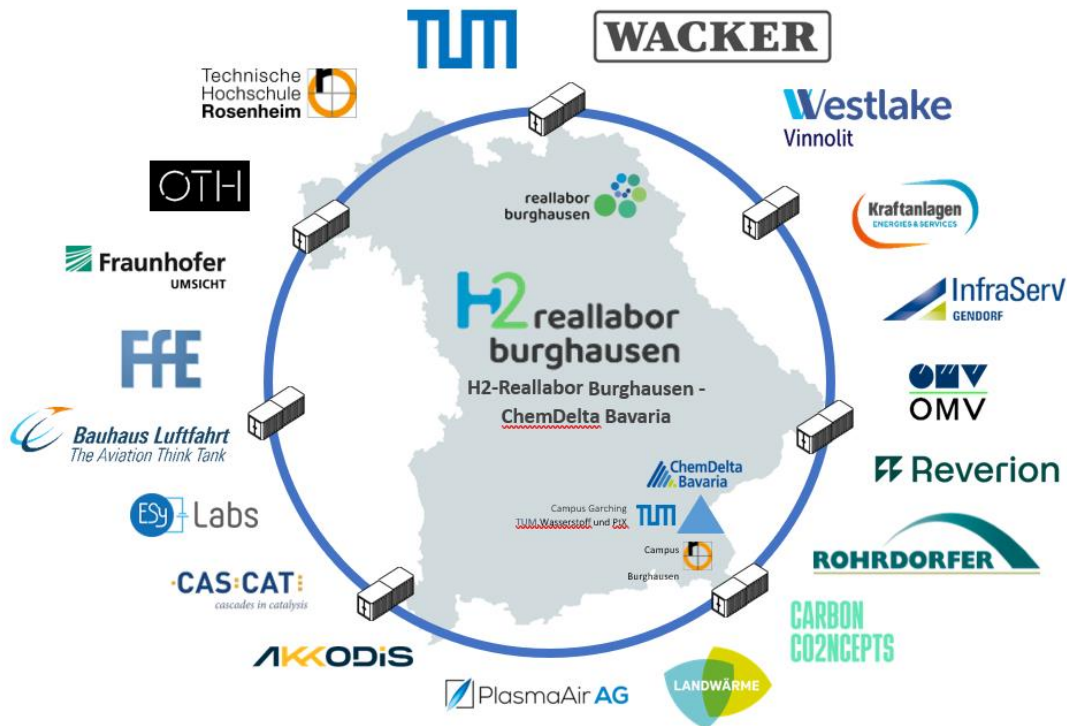 TUM
WACKER
Technische
Hochschule
Rosenheim
Westlake
Vinnolit
OTH
reallabor
burghausen
Kraftanlagen
ENERGIES & SERVICES
Fraunhofer
UMSICHT
InfraServ
GENDORF
H2 reallabor
burghausen
FfE
H2-Reallabor Burghausen -
ChemDelta Bavaria
OMV
OMV
Bauhaus Luftfahrt
The Aviation Think Tank
Reverion
ChemDelta
Bavaria
ESy Labs
Campus Garching
TUM Wasserstoff und PtX
TUM
ROHRDORFER
Campus
Burghausen
CAS:CAT:
cascades in catalysis
CARBON
CO2NCEPTS
AKKODIS
PlasmaAir AG
LANDWÄRME